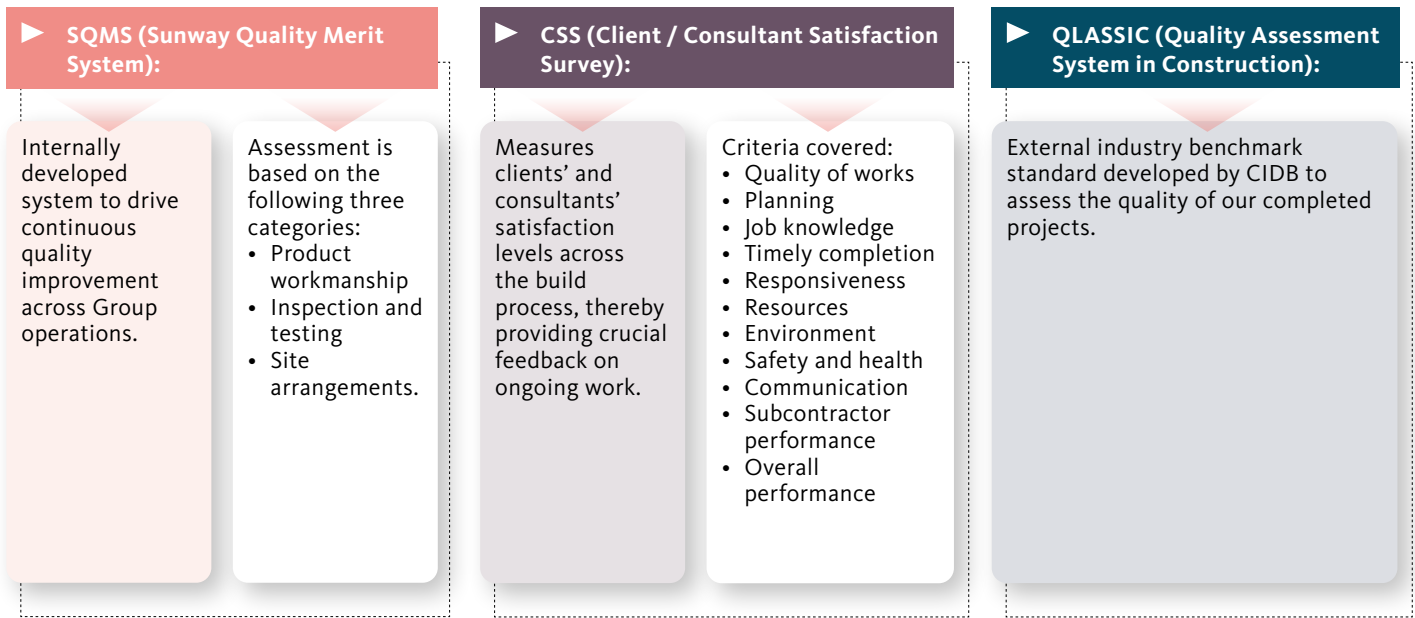 SQMS (Sunway Quality Merit
System):
Internally
developed
system to drive
continuous
quality
improvement
across Group
operations.
Assessment is
based on the
following three
categories:
• Product
workmanship
• Inspection and
testing
• Site
arrangements.
CSS (Client / Consultant Satisfaction
Survey):
Measures
clients’ and
consultants’
satisfaction
levels across
the build
process, thereby
providing crucial
feedback on
ongoing work.
Criteria covered:
• Quality of works
• Planning
• Job knowledge
• Timely completion
• Responsiveness
• Resources
• Environment
• Safety and health
• Communication
• Subcontractor
performance
• Overall
performance
QLASSIC (Quality Assessment
System in Construction):
External industry benchmark
standard developed by CIDB to
assess the quality of our completed
projects.